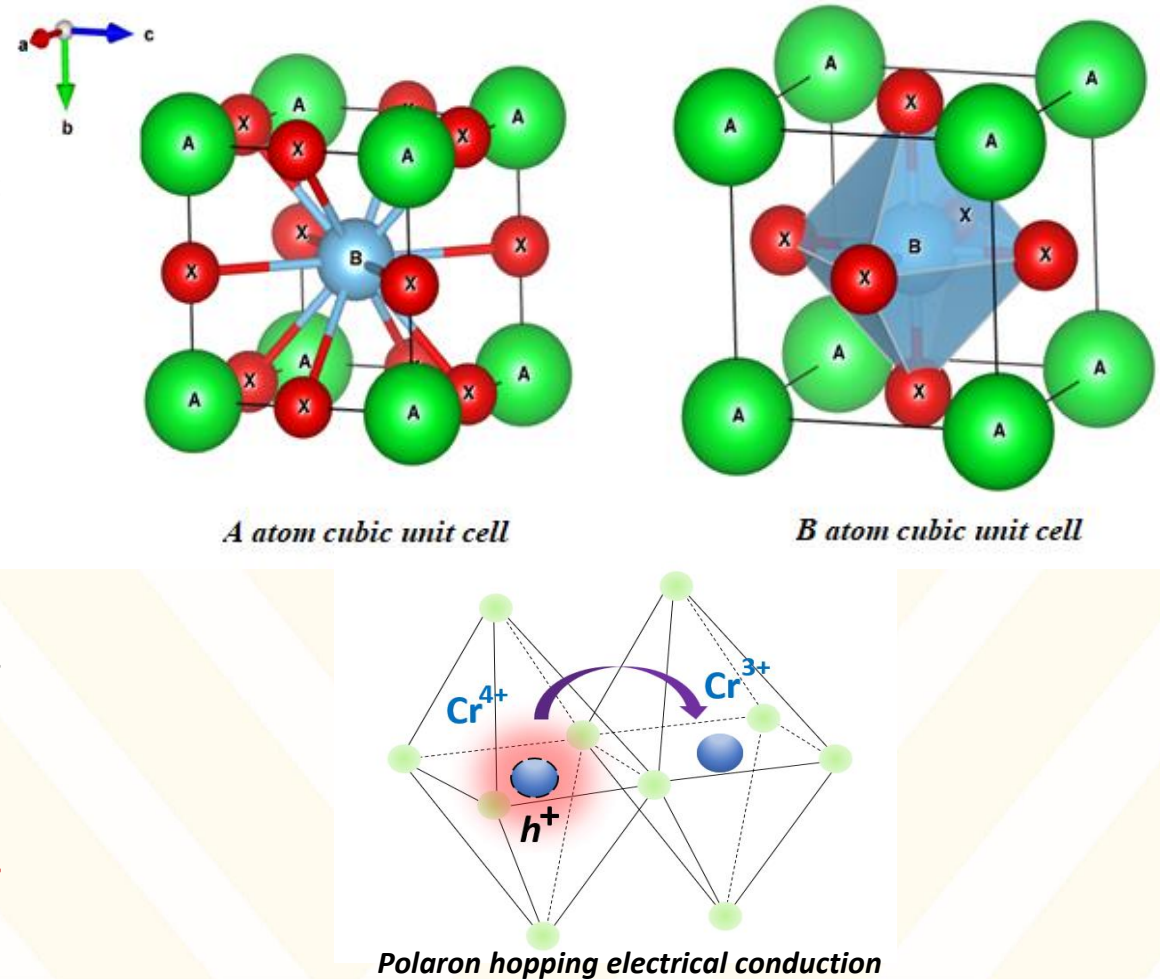 a
c
b
A
A
X
X
X
A
X
A
X
B
X
X
X
A
A
X
X
X
A
A
A
A
X
A
A
X
X
B
X
X
A
A
X
A
A
A atom cubic unit cell
B atom cubic unit cell
Cr4+
Cr3+
h+
Polaron hopping electrical conduction